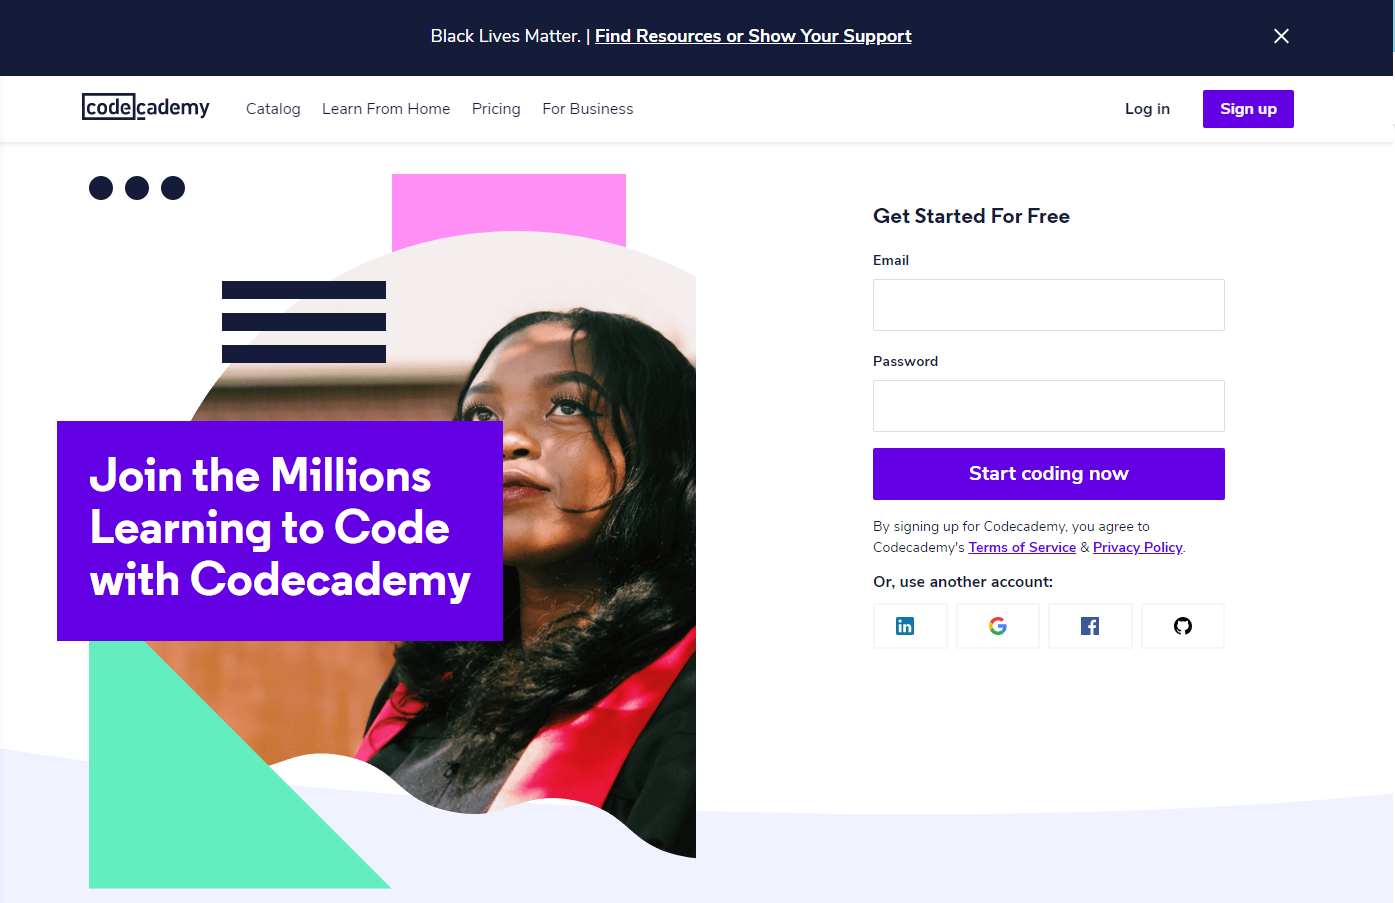 Black Lives Matter. | Find Resources or Show Your Support
codecademy
Catalog
Learn From Home
Pricing
For Business
Log in
Sign up
Join the Millions
Learning to Code
with Codecademy
Get Started For Free
Email
Password
Start coding now
By signing up for Codecademy, you agree to
Codecademy's Terms of Service & Privacy Policy.
Or, use another account:
in
G
f